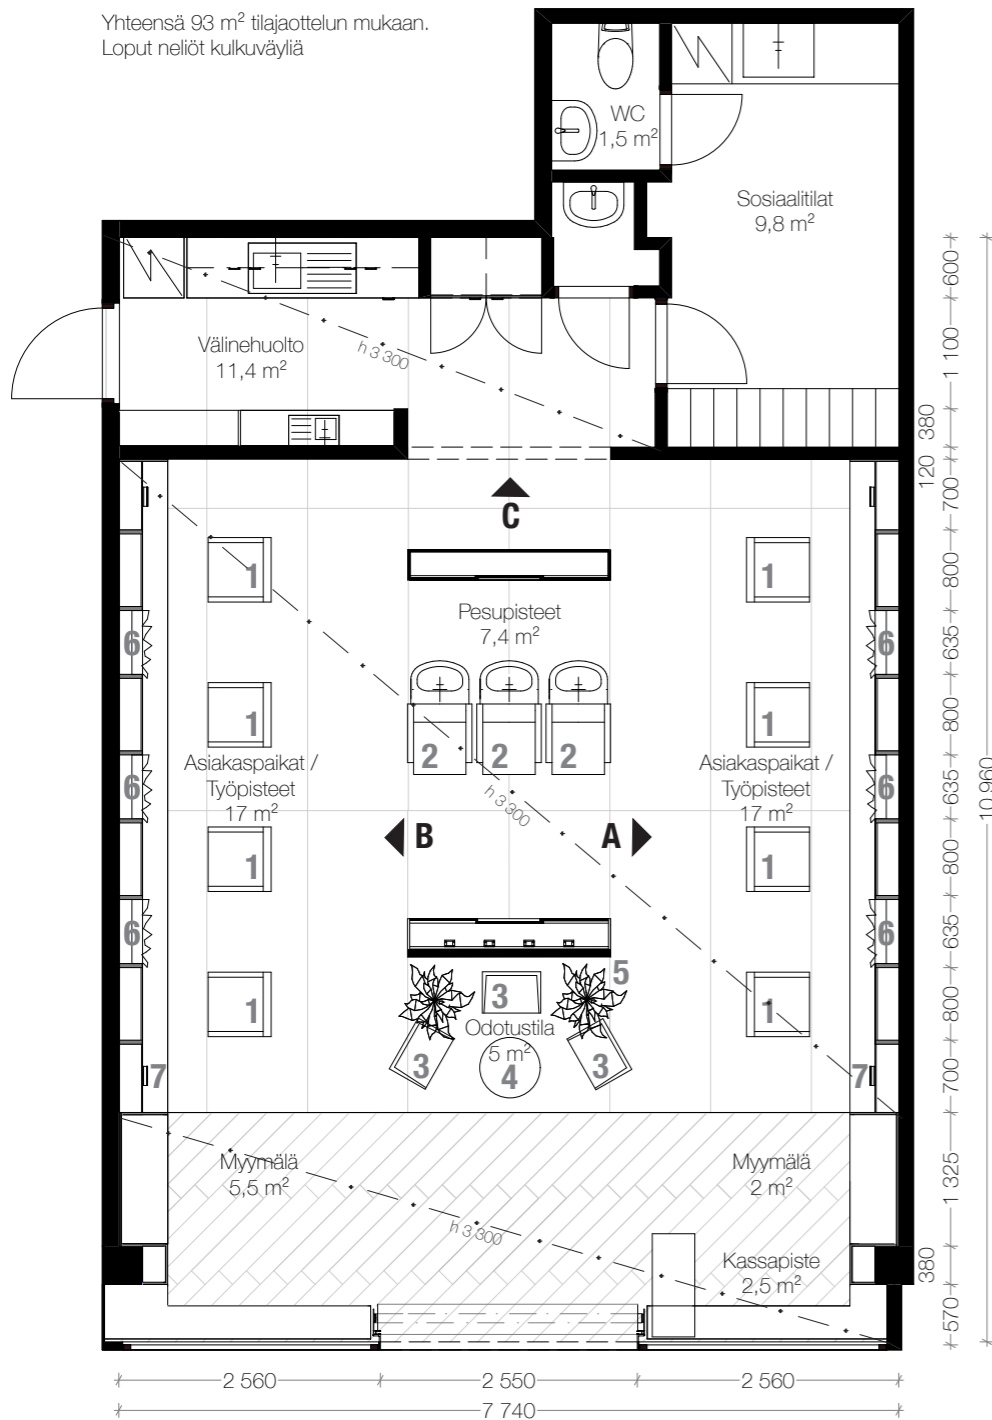 Yhteensä 93 m² tilajaottelun mukaan.
Loput neliöt kulkuväyliä
WC
1,5 m²
Sosiaalitilat
9,8 m²
Välinehuolto
11,4 m²
h 3 300
C
Pesupisteet
7,4 m²
1
1
1
1
1
1
1
1
2
2
2
6
6
6
6
6
6
Asiakaspaikat /
Työpisteet
17 m²
Asiakaspaikat /
Työpisteet
17 m²
h 3 300
B
A
5
3
Odotustila
5 m²
3
4
3
7
7
Myymälä
5,5 m²
Myymälä
2 m²
h 3 300
Kassapiste
2,5 m²
600
1 100
380
120
700
800
635
800
635
800
635
800
700
1 325
380
570
10 960
2 560
2 550
2 560
7 740